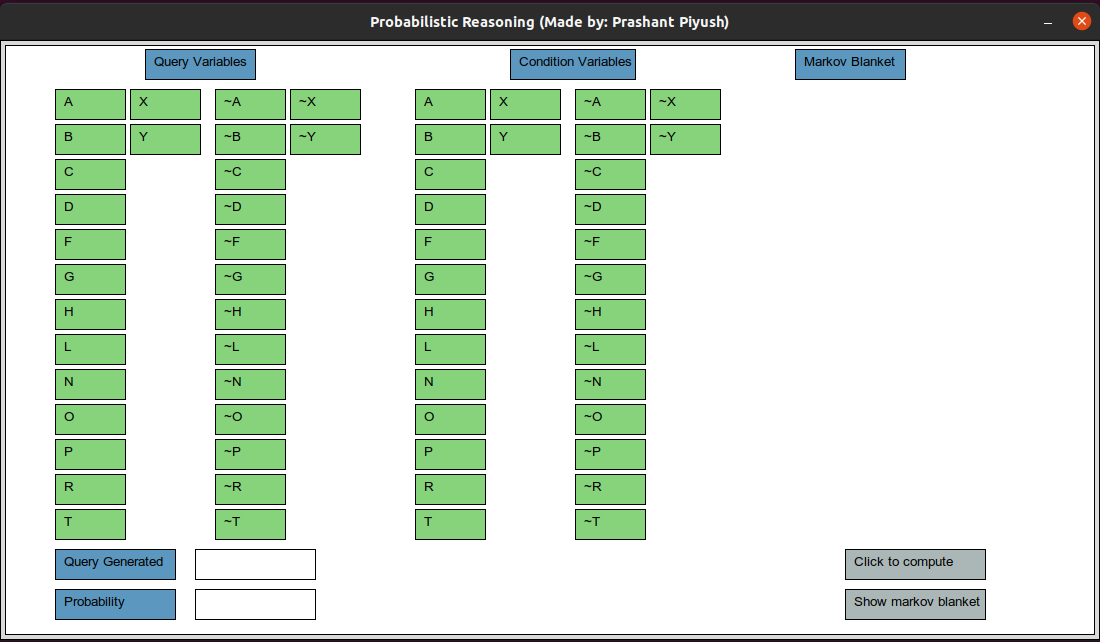 Probabilistic Reasoning (Made by: Prashant Piyush)
Query Variables Condition Variables Markov Blanket
A X ~A ~X A X ~A ~X
B Y ~B ~Y B Y ~B ~Y
C ~C C ~C
D ~D D ~D
F ~F F ~F
G ~G G ~G
H ~H H ~H
L ~L L ~L
N ~N N ~N
O ~O O ~O
P ~P P ~P
R ~R R ~R
T ~T T ~T
Query Generated Click to compute
Probability Show markov blanket